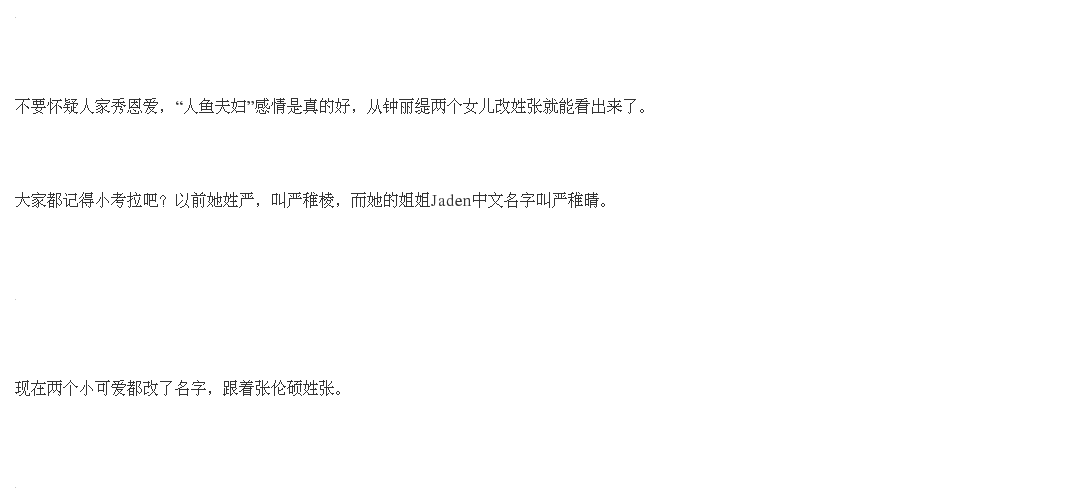 不要怀疑人家秀恩爱，“人鱼夫妇”感情是真的好，从钟丽缇两个女儿改姓张就能看出来了。
大家都记得小考拉吧？以前她姓严，叫严稚棱，而她的姐姐Jaden中文名字叫严稚晴。
现在两个小可爱都改了名字，跟着张伦硕姓张。